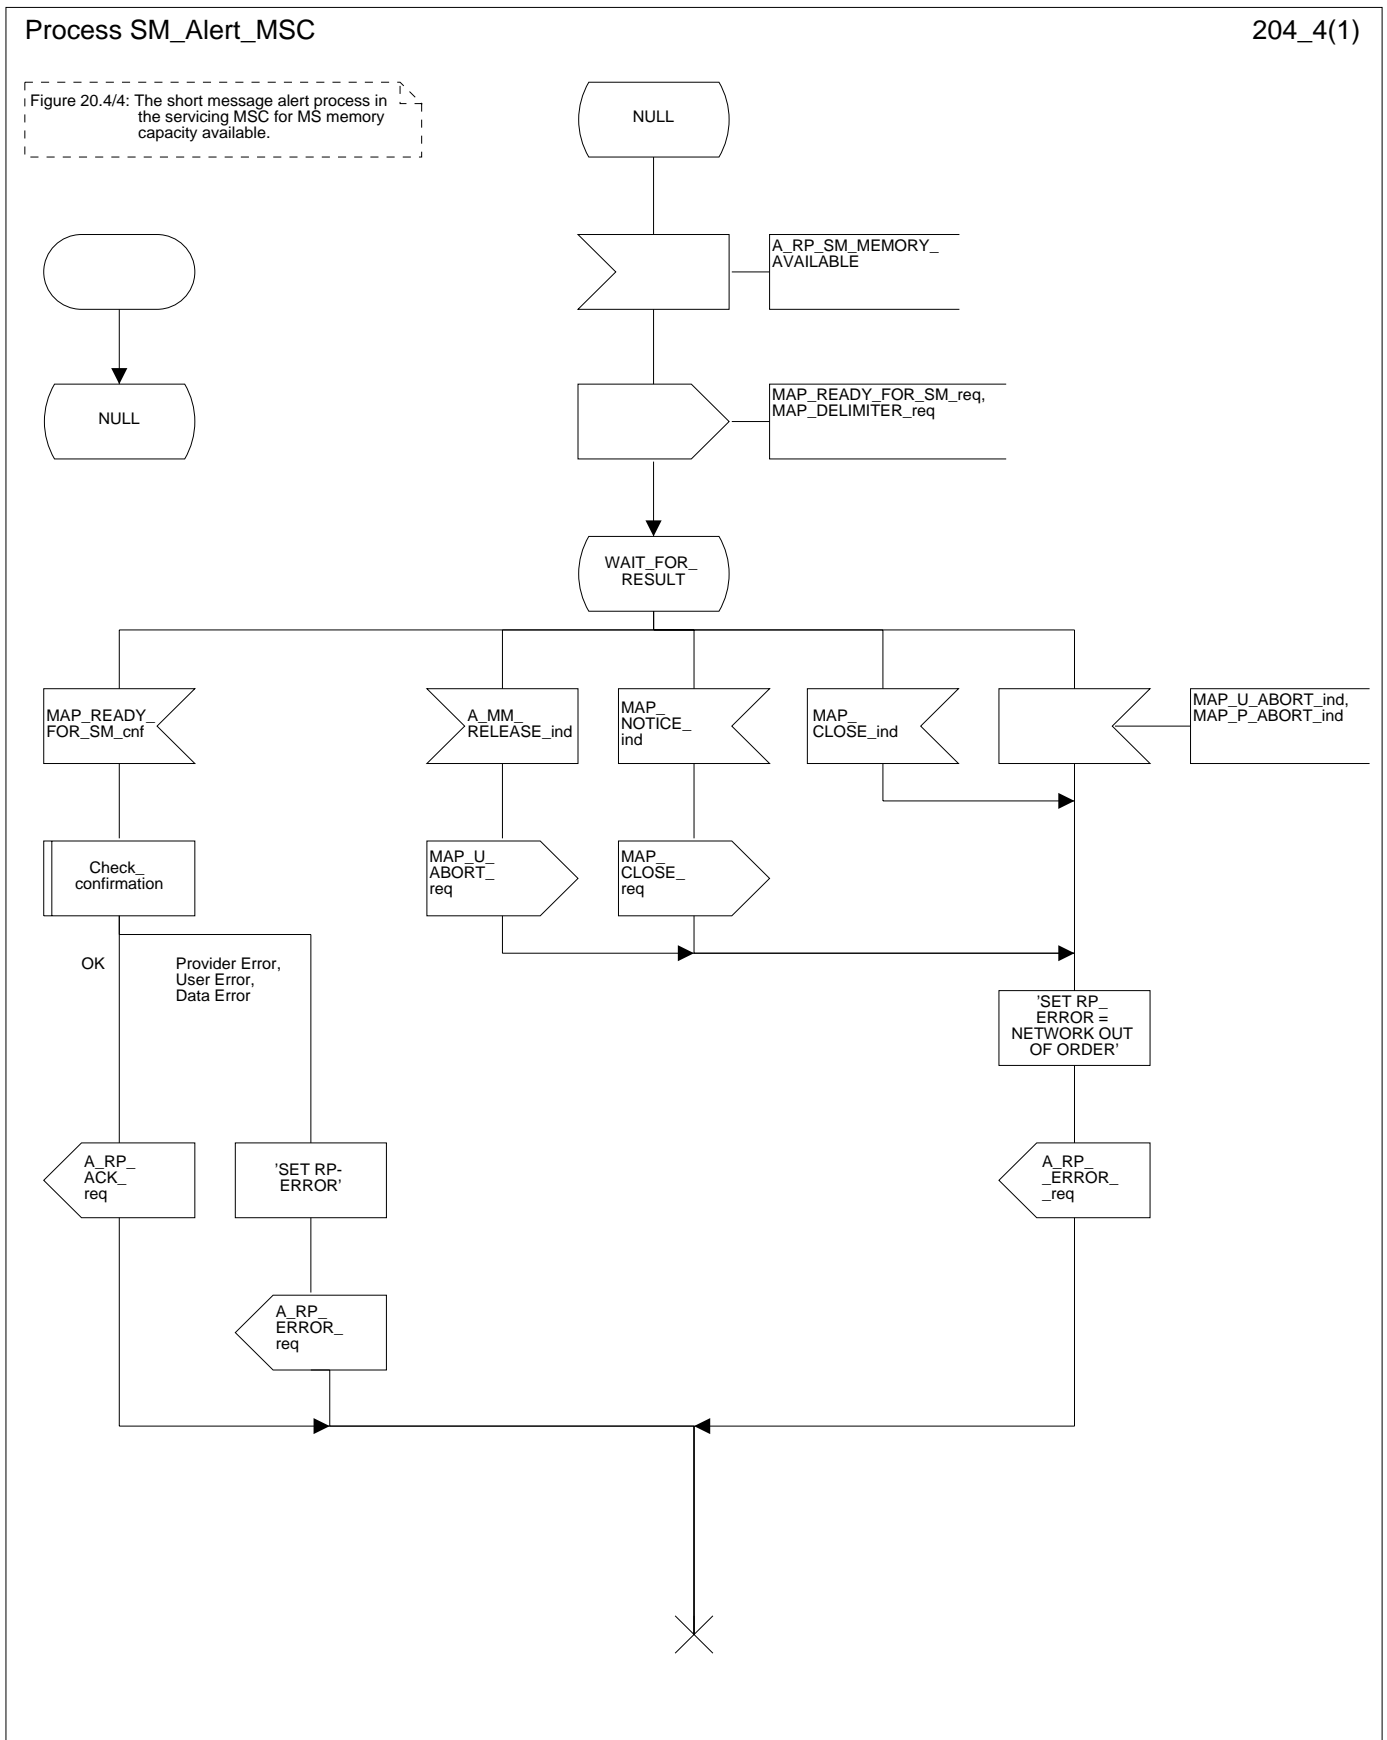 Process SM_Alert_MSC
204_4(1)
Figure 20.4/4: The short message alert process in
the servicing MSC for MS memory
capacity available.
NULL
A_RP_SM_MEMORY_
AVAILABLE
NULL
MAP_READY_FOR_SM_req,
MAP_DELIMITER_req
WAIT_FOR_
RESULT
MAP_READY_
FOR_SM_cnf
A_MM_
RELEASE_ind
MAP_
NOTICE_
ind
MAP_
CLOSE_ind
MAP_U_ABORT_ind,
MAP_P_ABORT_ind
Check_
confirmation
MAP_U_
ABORT_
req
MAP_
CLOSE_
req
OK
Provider Error,
User Error,
Data Error
'SET RP_
ERROR =
NETWORK OUT
OF ORDER'
A_RP_
ACK_
req
'SET RP-
ERROR'
A_RP_
_ERROR_
_req
A_RP_
ERROR_
req